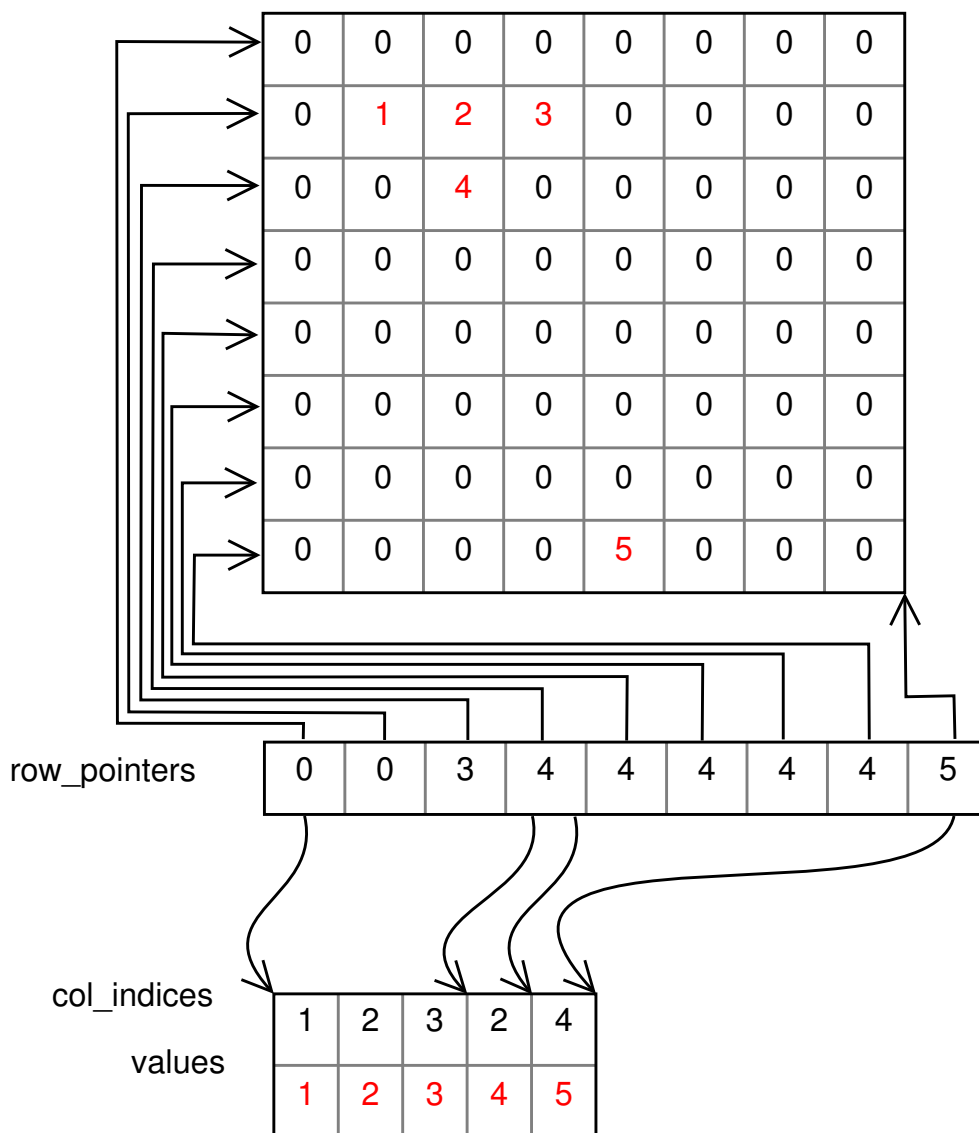 0 0 0 0 0 0 0 0
0 1 2 3 0 0 0 0
0 0 4 0 0 0 0 0
0 0 0 0 0 0 0 0
0 0 0 0 0 0 0 0
0 0 0 0 0 0 0 0
0 0 0 0 0 0 0 0
0 0 0 0 5 0 0 0
row_pointers 0 0 3 4 4 4 4 4 5
col_indices 1 2 3 2 4
values 1 2 3 4 5